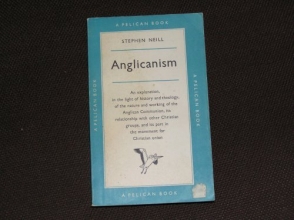 A PELICAN BOOK
STEPHEN NEILL
Anglicanism
An explanation,
in the light of history and theology,
of the nature and working of the
Anglican Communion, its
relationship with other Christian
groups, and its part in
the movement for
Christian union
A PELICAN BOOK
A PELICAN BOOK
A PELICAN BOOK